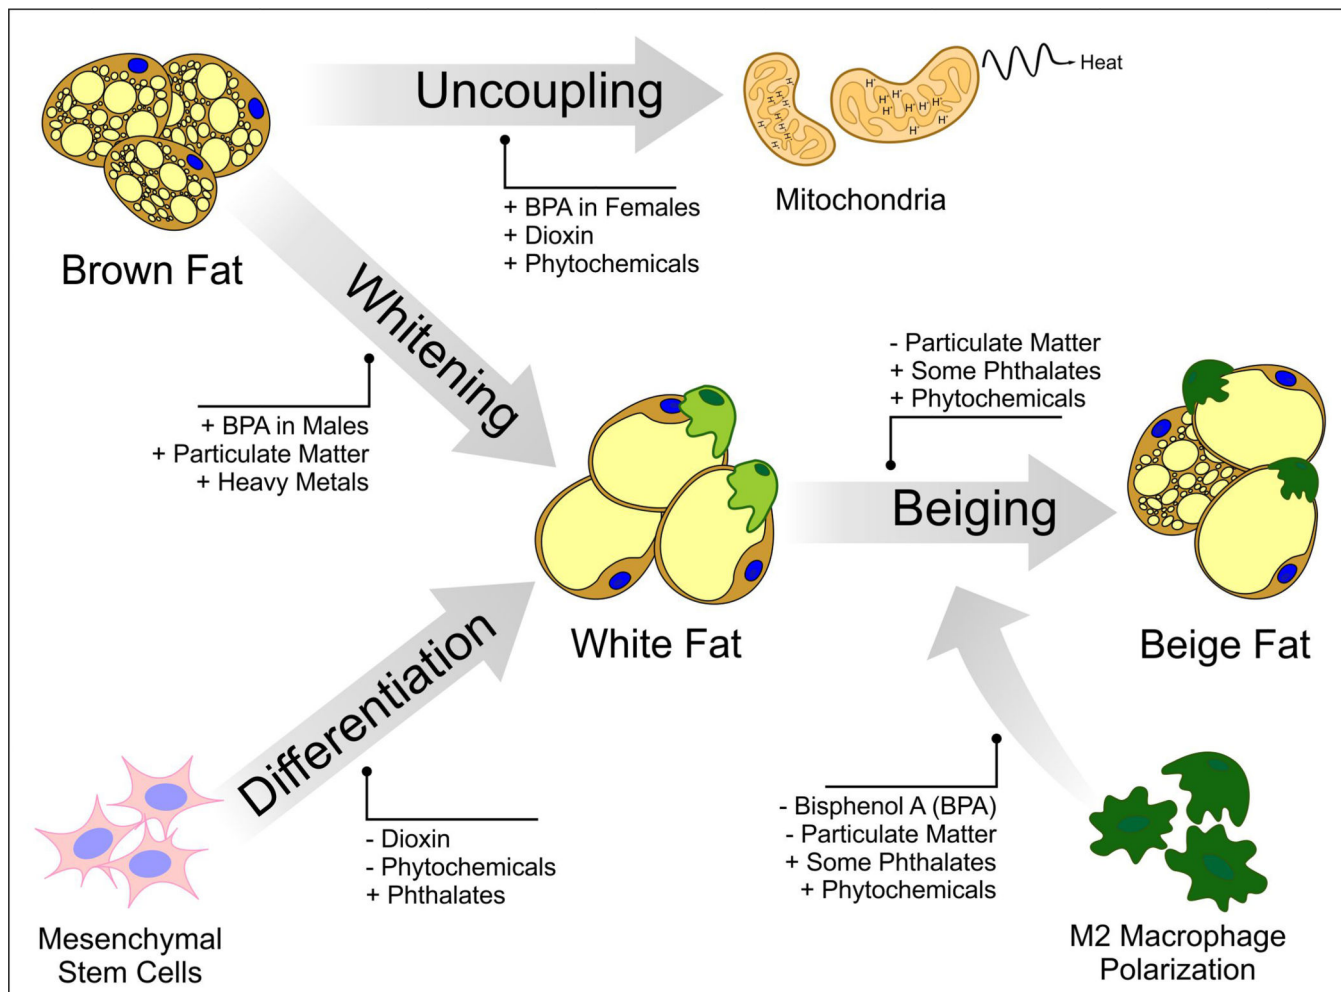 Uncoupling
Heat
H⁺ H⁺ H⁺ H⁺ H⁺ H⁺ H⁺ H⁺
H⁺ H⁺ H⁺ H⁺ H⁺ H⁺ H⁺ H⁺
Mitochondria
+ BPA in Females
+ Dioxin
+ Phytochemicals
Brown Fat
Whitening
+ BPA in Males
+ Particulate Matter
+ Heavy Metals
- Particulate Matter
+ Some Phthalates
+ Phytochemicals
Beiging
White Fat
Beige Fat
Differentiation
- Dioxin
- Phytochemicals
+ Phthalates
- Bisphenol A (BPA)
- Particulate Matter
+ Some Phthalates
+ Phytochemicals
Mesenchymal
Stem Cells
M2 Macrophage
Polarization